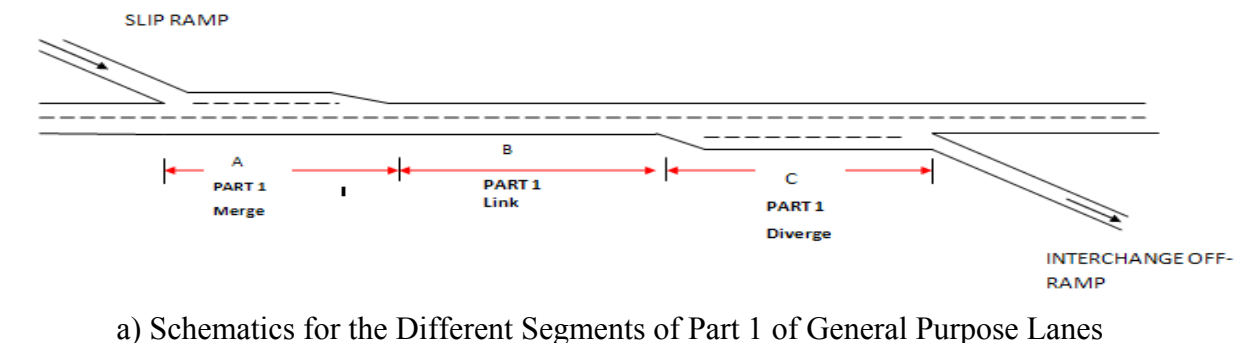 SLIP RAMP
A
PART 1
Merge
B
PART 1
Link
C
PART 1
Diverge
INTERCHANGE OFF-
RAMP
a) Schematics for the Different Segments of Part 1 of General Purpose Lanes